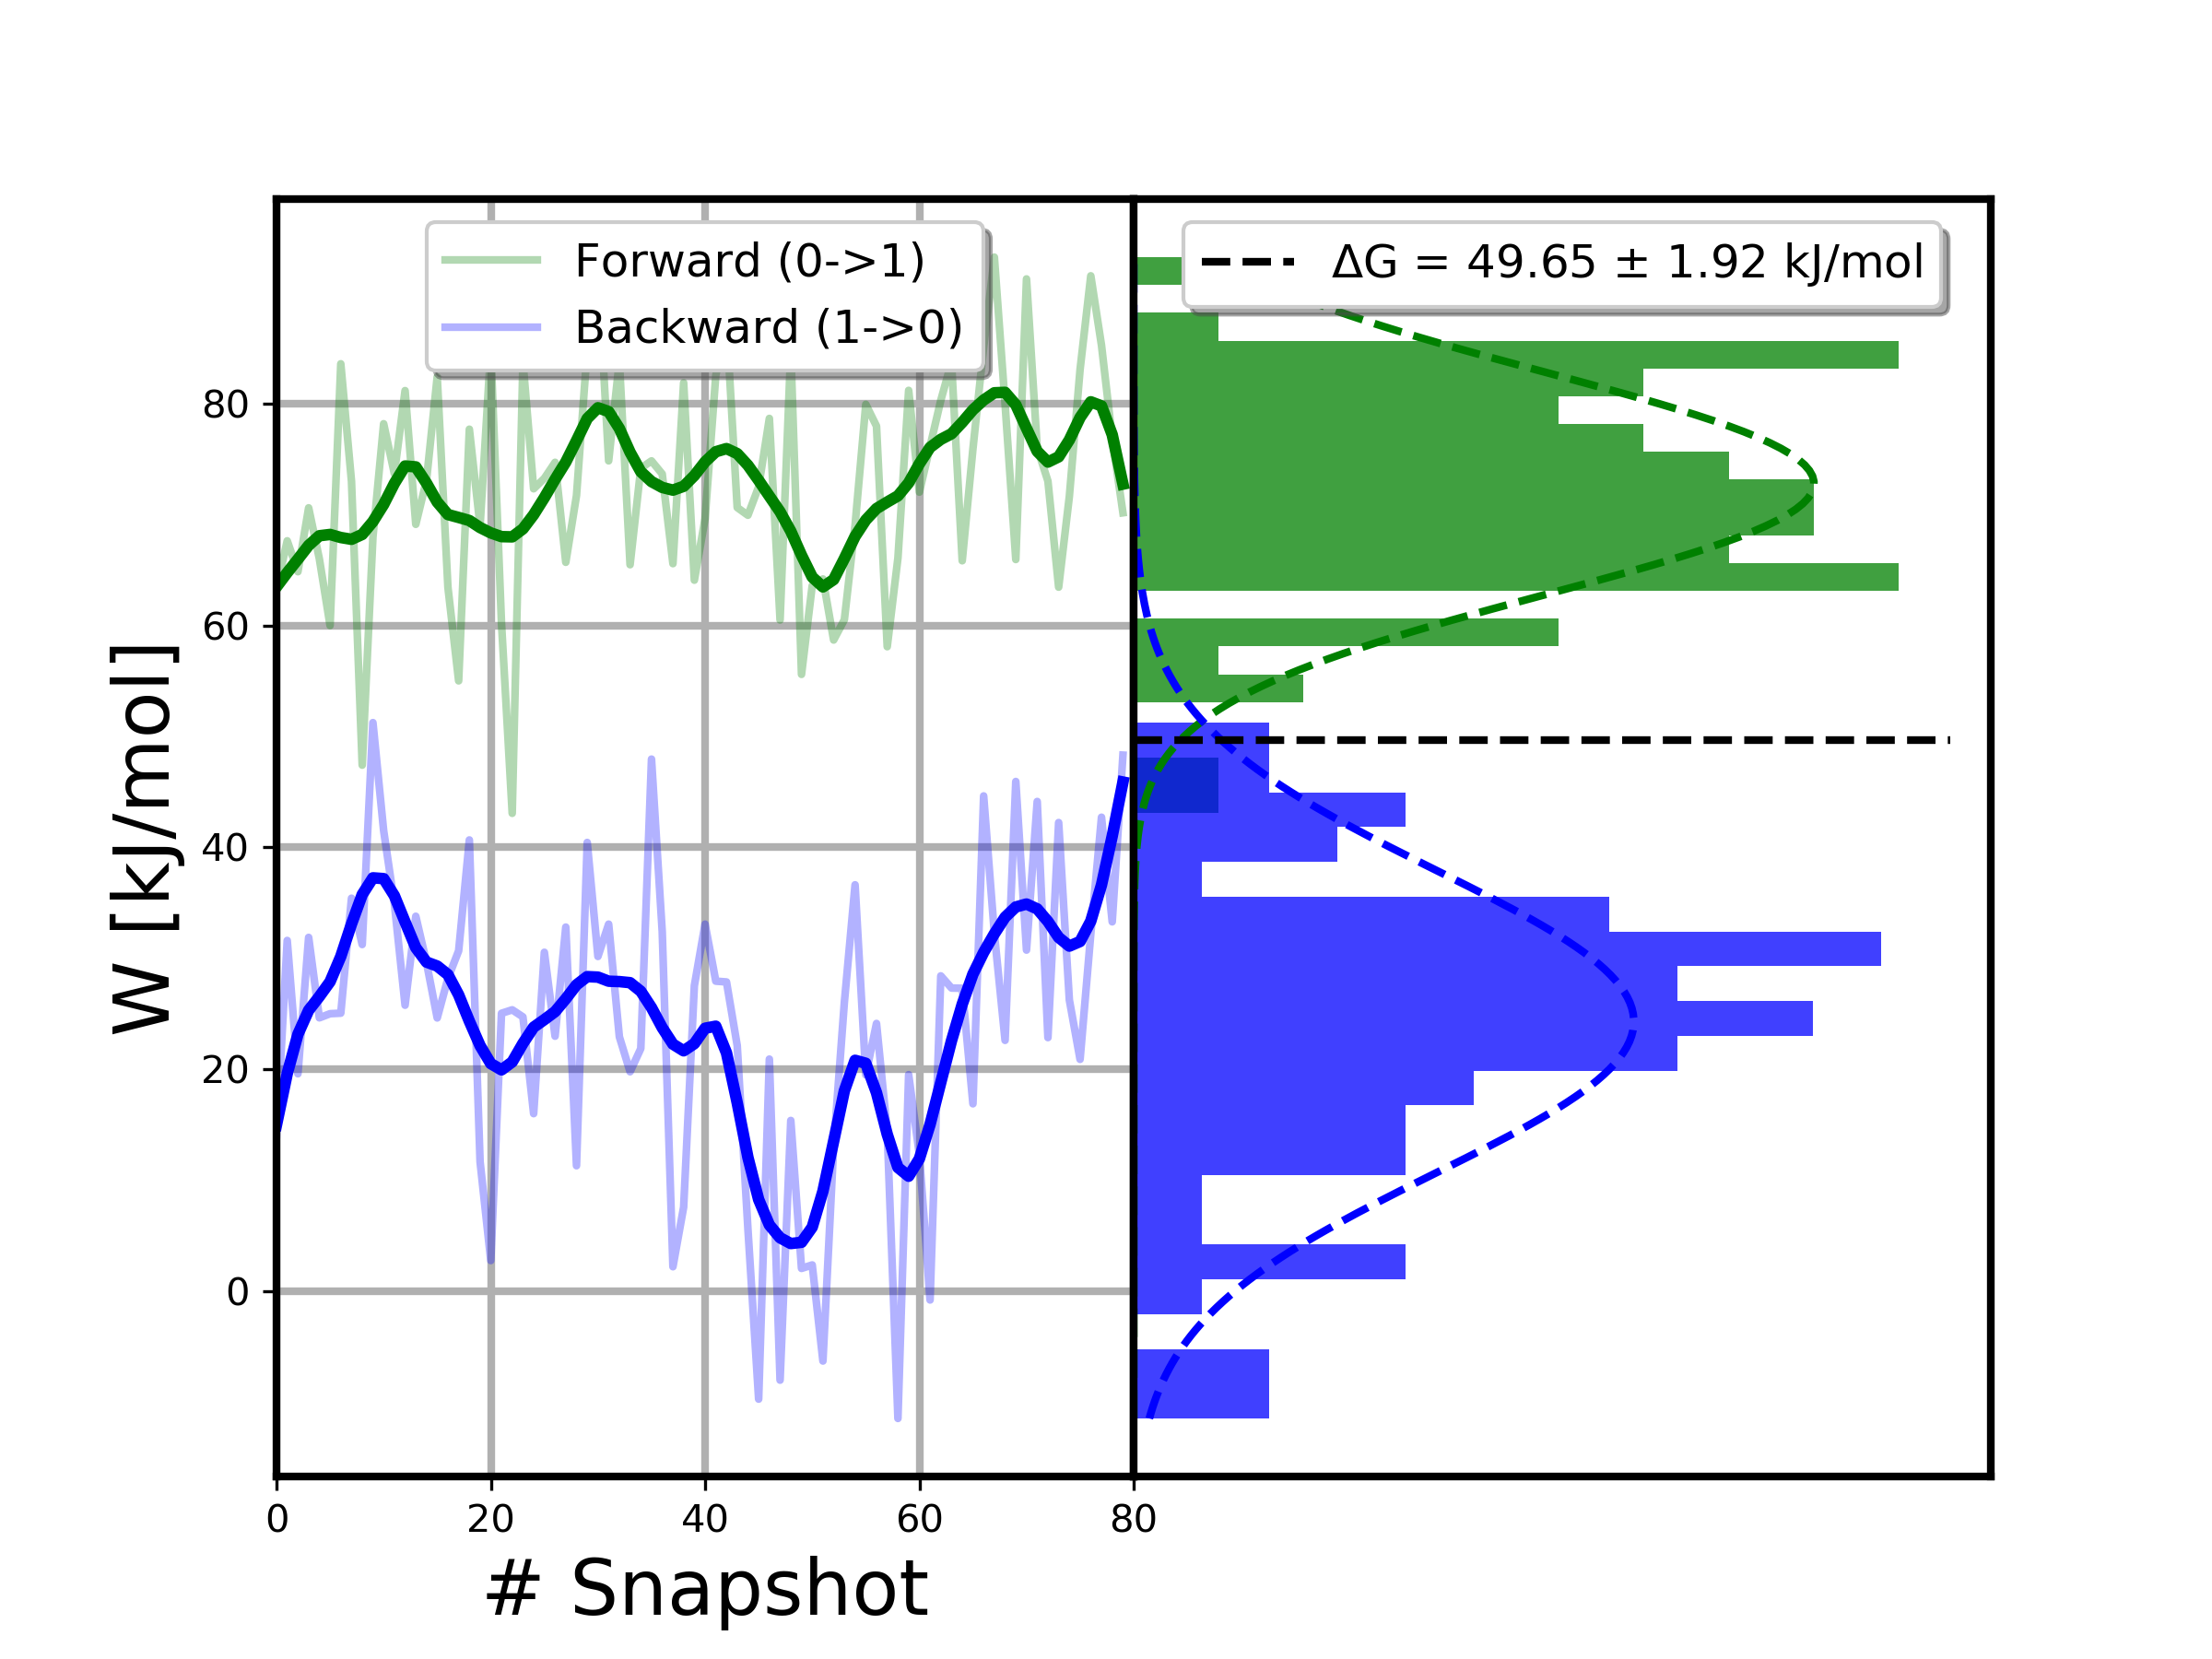 Forward (0->1)
Backward (1->0)
ΔG = 49.65 ± 1.92 kJ/mol
W [kJ/mol]
80
60
40
20
0
0 20 40 60 80
# Snapshot